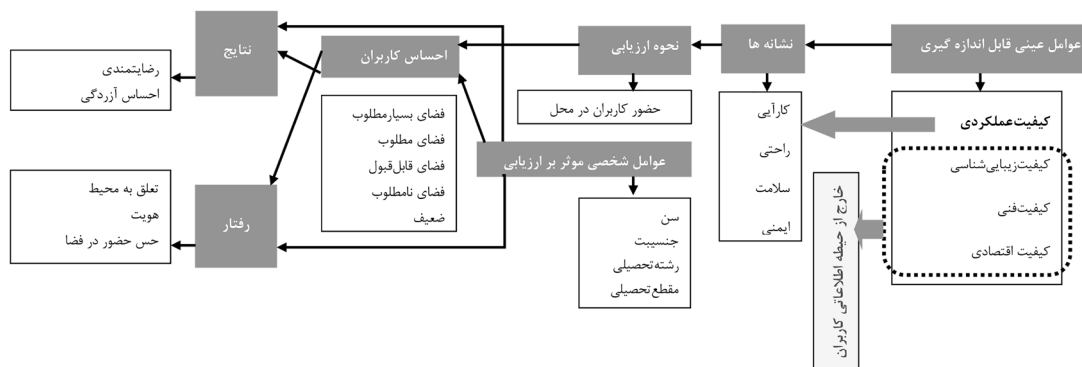 عوامل عینی قابل اندازه گیری
کیفیت‌عملکردی
کیفیت‌زیبایی‌شناسی
کیفیت‌فنی
کیفیت اقتصادی
خارج از حیطه اطلاعاتی کاربران
نشانه ها
کارآیی
راحتی
سلامت
ایمنی
نحوه ارزیابی
حضور کاربران در محل
عوامل شخصی موثر بر ارزیابی
سن
جنسیت
رشته‌تحصیلی
مقطع‌تحصیلی
احساس کاربران
فضای بسیارمطلوب
فضای مطلوب
فضای قابل‌قبول
فضای نامطلوب
ضعیف
نتایج
رضایتمندی
احساس آزردگی
رفتار
تعلق به محیط
هویت
حس حضور در فضا